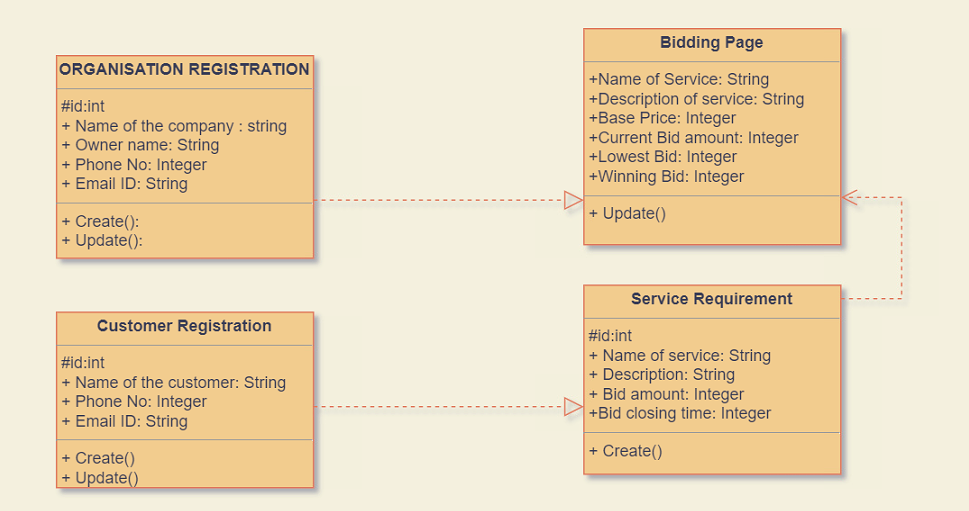 ORGANISATION REGISTRATION
#id:int
+ Name of the company : string
+ Owner name: String
+ Phone No: Integer
+ Email ID: String
+ Create():
+ Update():
Bidding Page
+Name of Service: String
+Description of service: String
+Base Price: Integer
+Current Bid amount: Integer
+Lowest Bid: Integer
+Winning Bid: Integer
+ Update()
Customer Registration
#id:int
+ Name of the customer: String
+ Phone No: Integer
+ Email ID: String
+ Create()
+ Update()
Service Requirement
#id:int
+ Name of service: String
+ Description: String
+ Bid amount: Integer
+Bid closing time: Integer
+ Create()